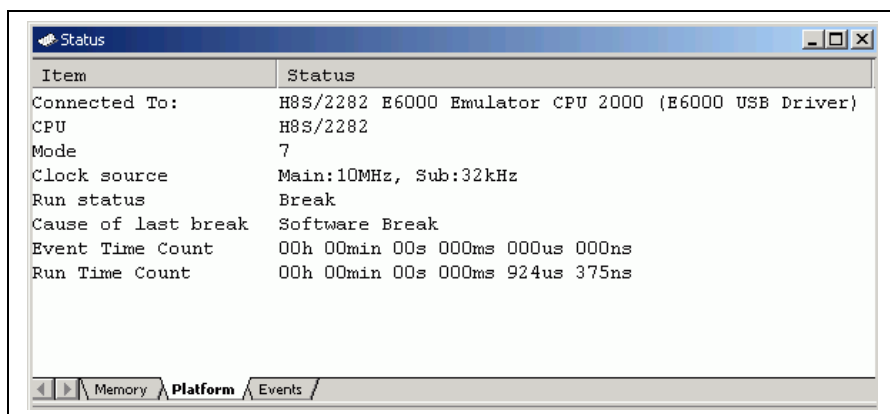 Status
Item Status
Connected To: H8S/2282 E6000 Emulator CPU 2000 (E6000 USB Driver)
CPU H8S/2282
Mode 7
Clock source Main:10MHz, Sub:32kHz
Run status Break
Cause of last break Software Break
Event Time Count 00h 00min 00s 000ms 000us 000ns
Run Time Count 00h 00min 00s 000ms 924us 375ns
Memory Platform Events